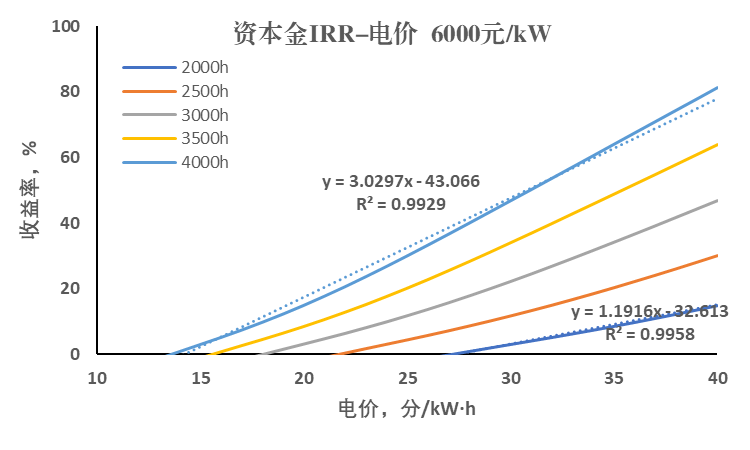 资本金IRR–电价 6000元/kW
100
80
60
40
20
0
收益率，%
2000h
2500h
3000h
3500h
4000h
y = 3.0297x - 43.066
R² = 0.9929
y = 1.1916x - 32.613
R² = 0.9958
10 15 20 25 30 35 40
电价，分/kW·h